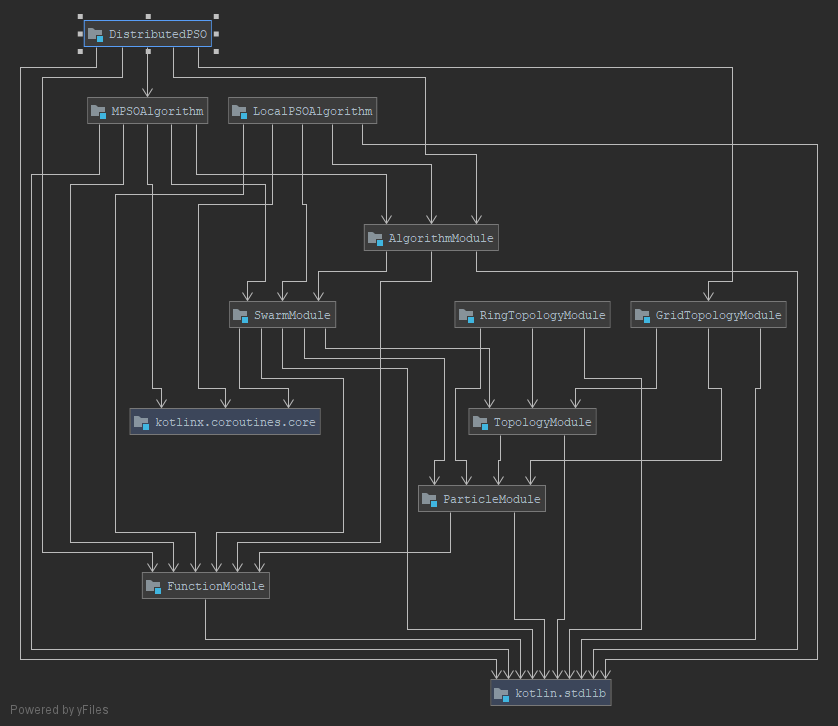 DistributedPSO
MPSOAlgorithm
LocalPSOAlgorithm
AlgorithmModule
SwarmModule
RingTopologyModule
GridTopologyModule
kotlinx.coroutines.core
TopologyModule
ParticleModule
FunctionModule
kotlin.stdlib
Powered by yFiles